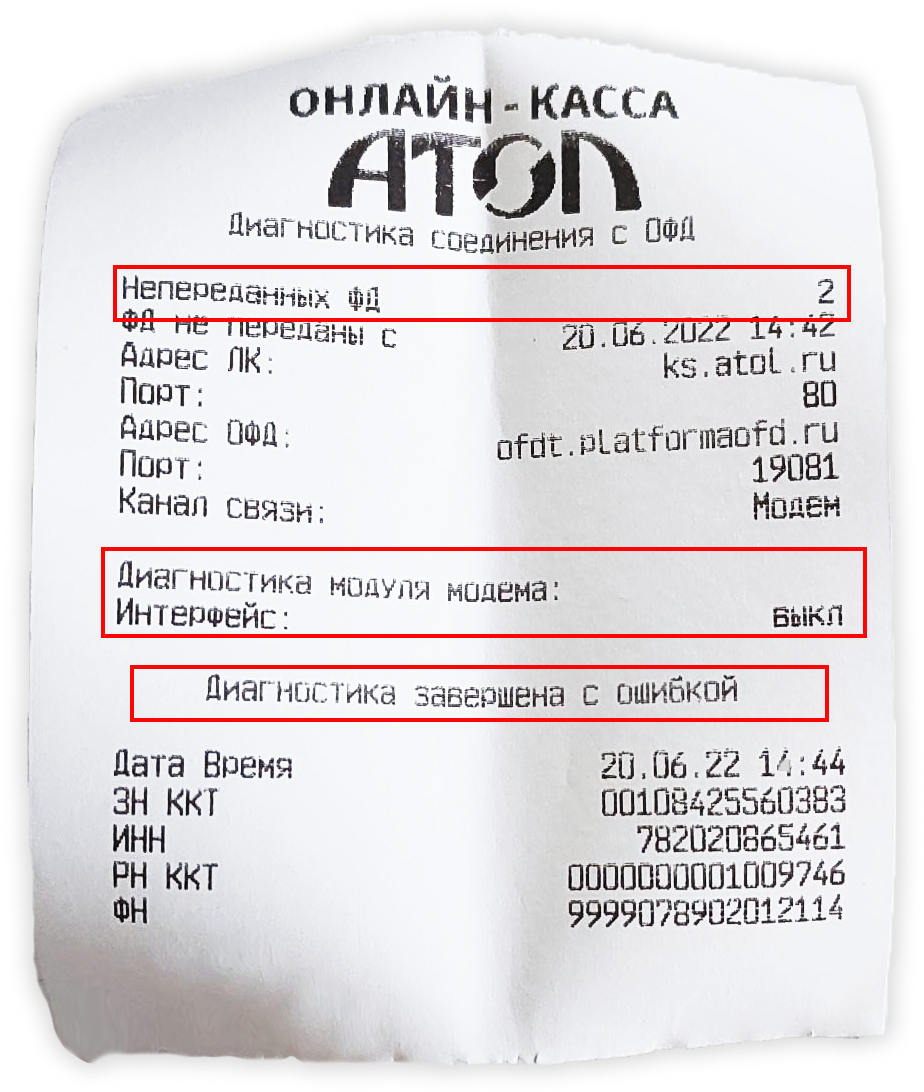 ОНЛАЙН-КАССА
АТОЛ
Диагностика соединения с ОФД
Непереданных ФД 2
ФД не переданы с 20.06.2022 14:42
Адрес ЛК: ks.atol.ru
Порт: 80
Адрес ОФД: ofdt.platformaofd.ru
Порт: 19081
Канал связи: Модем
Диагностика модуля модема:
Интерфейс: ВЫКЛ
Диагностика завершена с ошибкой
Дата Время 20.06.22 14:44
ЗН ККТ 00108425560383
ИНН 782020865461
РН ККТ 0000000001009746
ФН 9999078902012114